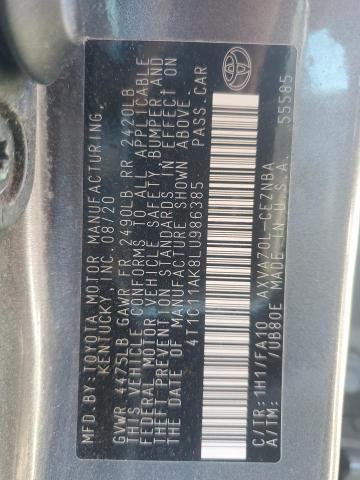 MFD.BY:TOYOTA MOTOR MANUFACTURING
KENTUCKY INC. 08/20
GVWR 4475LB GAWR FR 2490LB RR 2420LB
THIS VEHICLE CONFORMS TO ALL APPLICABLE
FEDERAL MOTOR VEHICLE SAFETY, BUMPER AND
THEFT PREVENTION STANDARDS IN EFFECT ON
THE DATE OF MANUFACTURE SHOWN ABOVE.
4T1C11AK8LU986385 PASS.CAR
C/TR:1H1/FA10 AXVA70L-CEZNBA
A/TM: /UB80E MADE IN U.S.A. 55585